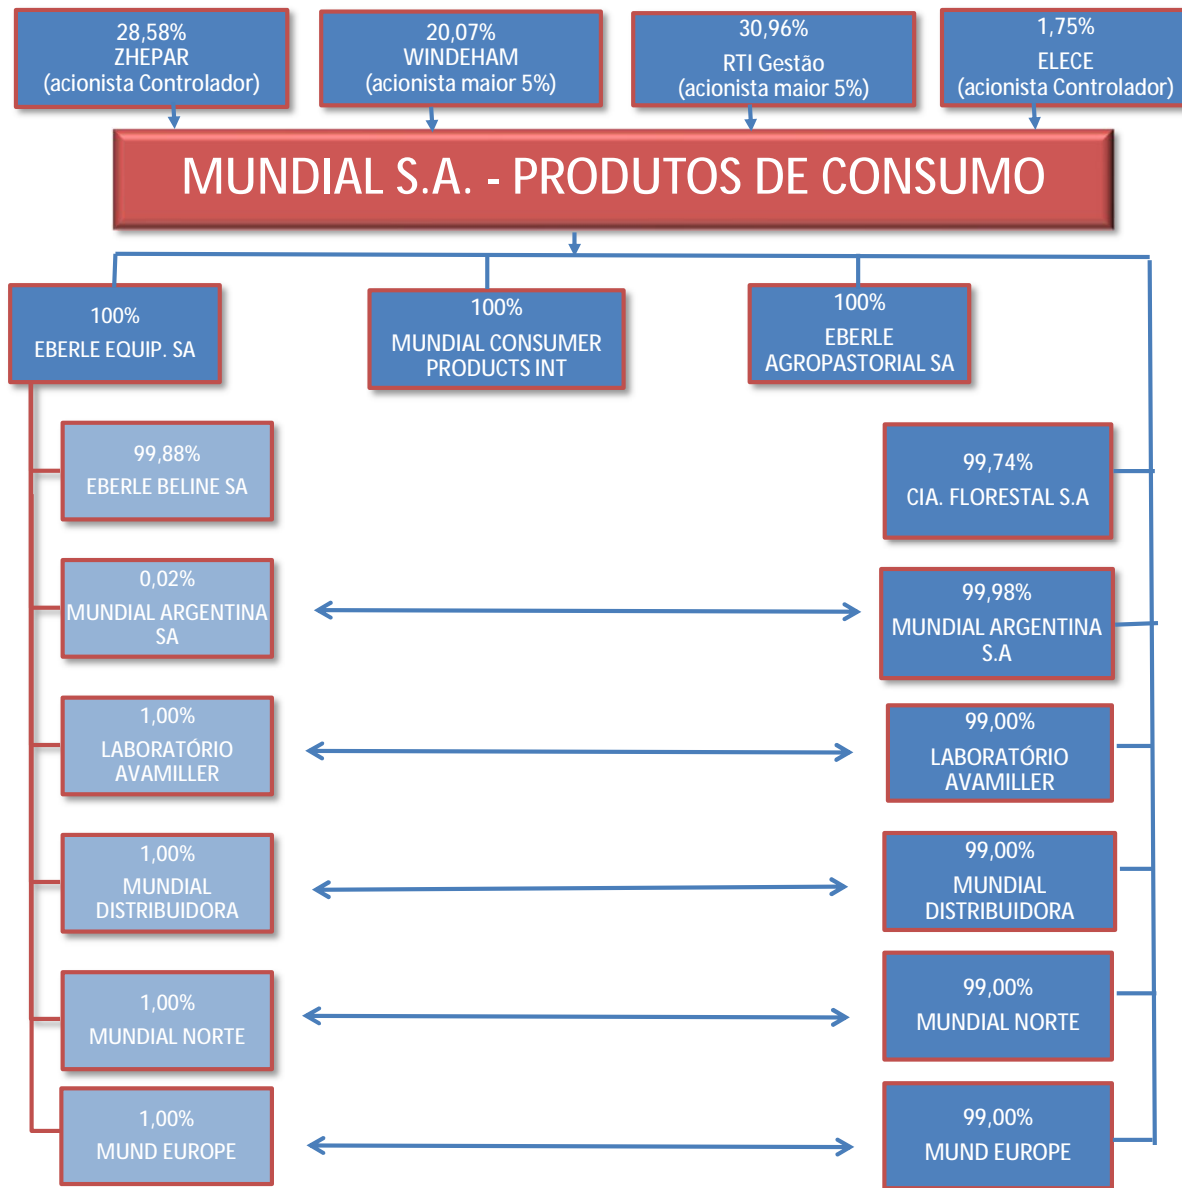 28,58%
ZHEPAR
(acionista Controlador)
20,07%
WINDEHAM
(acionista maior 5%)
30,96%
RTI Gestão
(acionista maior 5%)
1,75%
ELECE
(acionista Controlador)
MUNDIAL S.A. - PRODUTOS DE CONSUMO
100%
EBERLE EQUIP. SA
100%
MUNDIAL CONSUMER
PRODUCTS INT
100%
EBERLE
AGROPASTORIAL SA
99,88%
EBERLE BELINE SA
99,74%
CIA. FLORESTAL S.A
0,02%
MUNDIAL ARGENTINA
SA
99,98%
MUNDIAL ARGENTINA
S.A
1,00%
LABORATÓRIO
AVAMILLER
99,00%
LABORATÓRIO
AVAMILLER
1,00%
MUNDIAL
DISTRIBUIDORA
99,00%
MUNDIAL
DISTRIBUIDORA
1,00%
MUNDIAL NORTE
99,00%
MUNDIAL NORTE
1,00%
MUND EUROPE
99,00%
MUND EUROPE